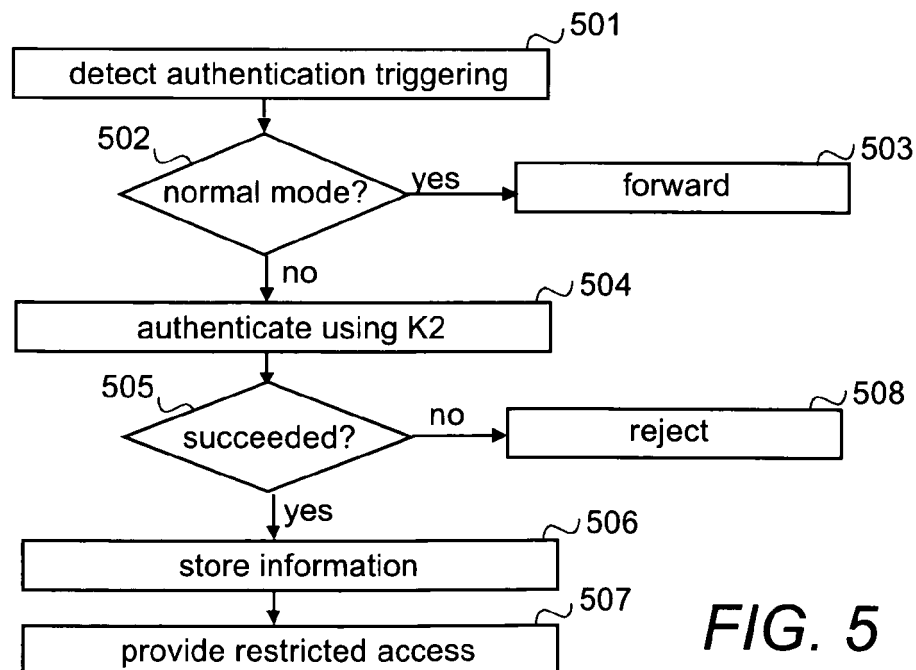 501
detect authentication triggering
502
normal mode?
yes
503
forward
no
504
authenticate using K2
505
succeeded?
no
508
reject
yes
506
store information
507
provide restricted access
FIG. 5